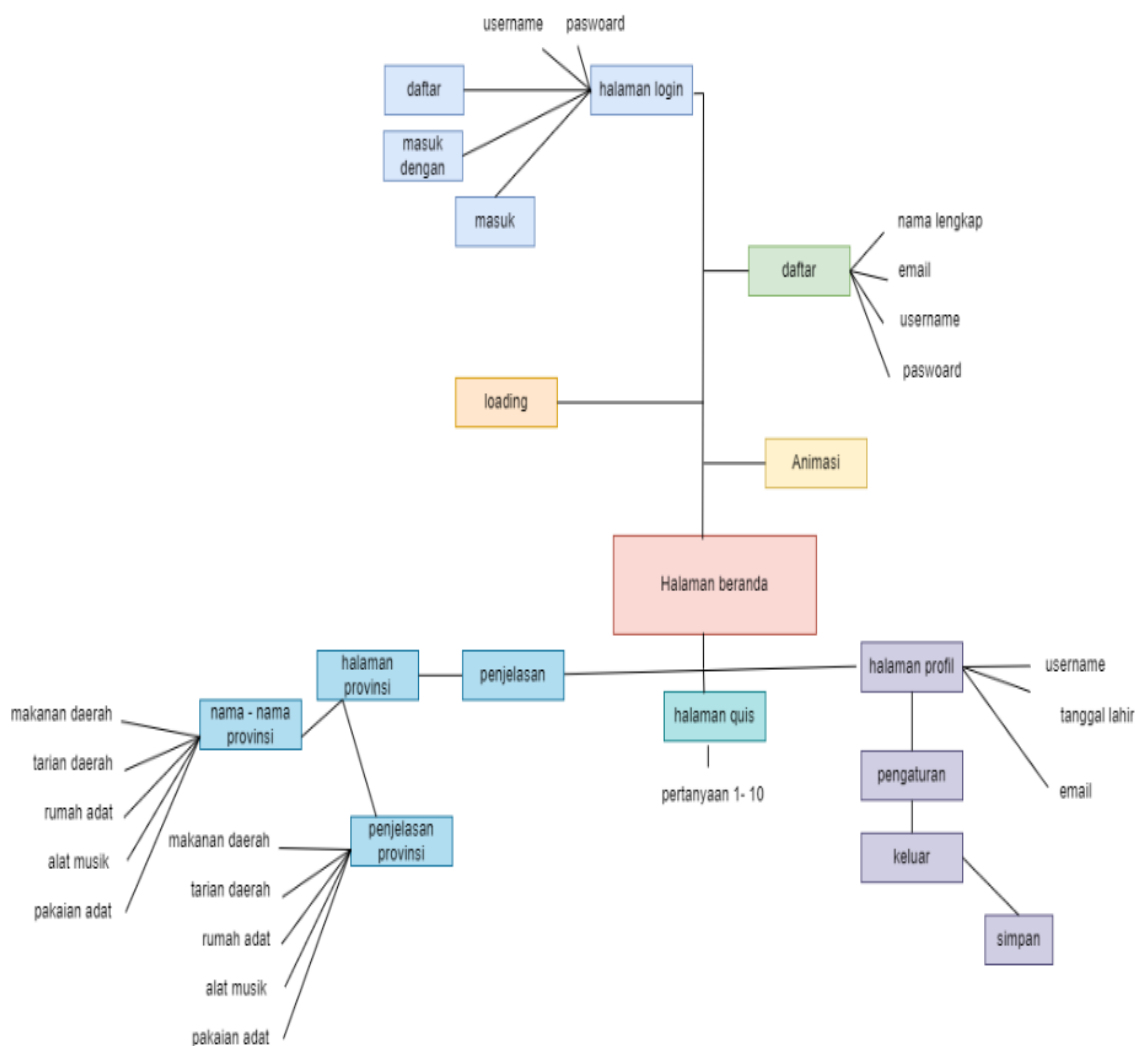 username
paswoard
daftar
halaman login
masuk
dengan
masuk
nama lengkap
daftar
email
username
paswoard
loading
Animasi
Halaman beranda
halaman
provinsi
penjelasan
halaman profil
username
tanggal lahir
email
nama - nama
provinsi
makanan daerah
tarian daerah
rumah adat
alat musik
pakaian adat
halaman quis
pertanyaan 1- 10
pengaturan
keluar
simpan
penjelasan
provinsi
makanan daerah
tarian daerah
rumah adat
alat musik
pakaian adat